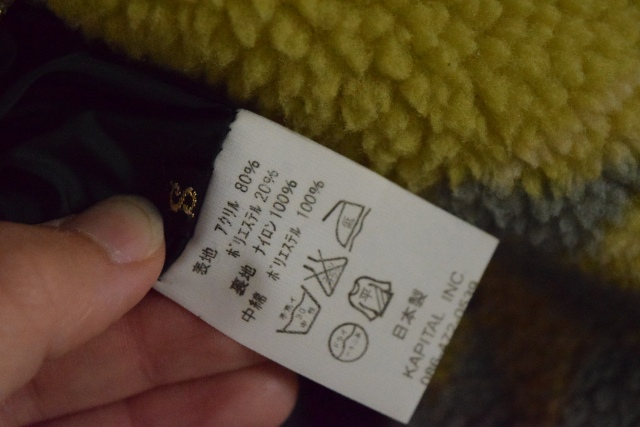 S
表地 アクリル 80%
ポリエステル 20%
裏地 ナイロン 100%
中綿 ポリエステル 100%
平
日本製
KAPITAL INC.